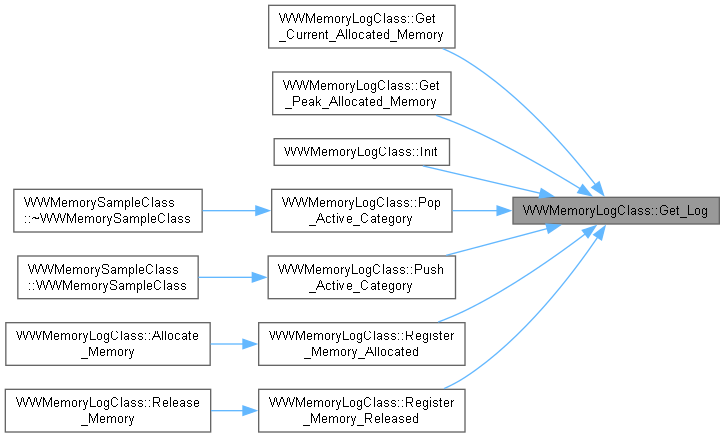 WWMemoryLogClass::Get
_Current_Allocated_Memory
WWMemoryLogClass::Get
_Peak_Allocated_Memory
WWMemoryLogClass::Init
WWMemorySampleClass
::~WWMemorySampleClass
WWMemoryLogClass::Pop
_Active_Category
WWMemoryLogClass::Get_Log
WWMemorySampleClass
::WWMemorySampleClass
WWMemoryLogClass::Push
_Active_Category
WWMemoryLogClass::Allocate
_Memory
WWMemoryLogClass::Register
_Memory_Allocated
WWMemoryLogClass::Release
_Memory
WWMemoryLogClass::Register
_Memory_Released